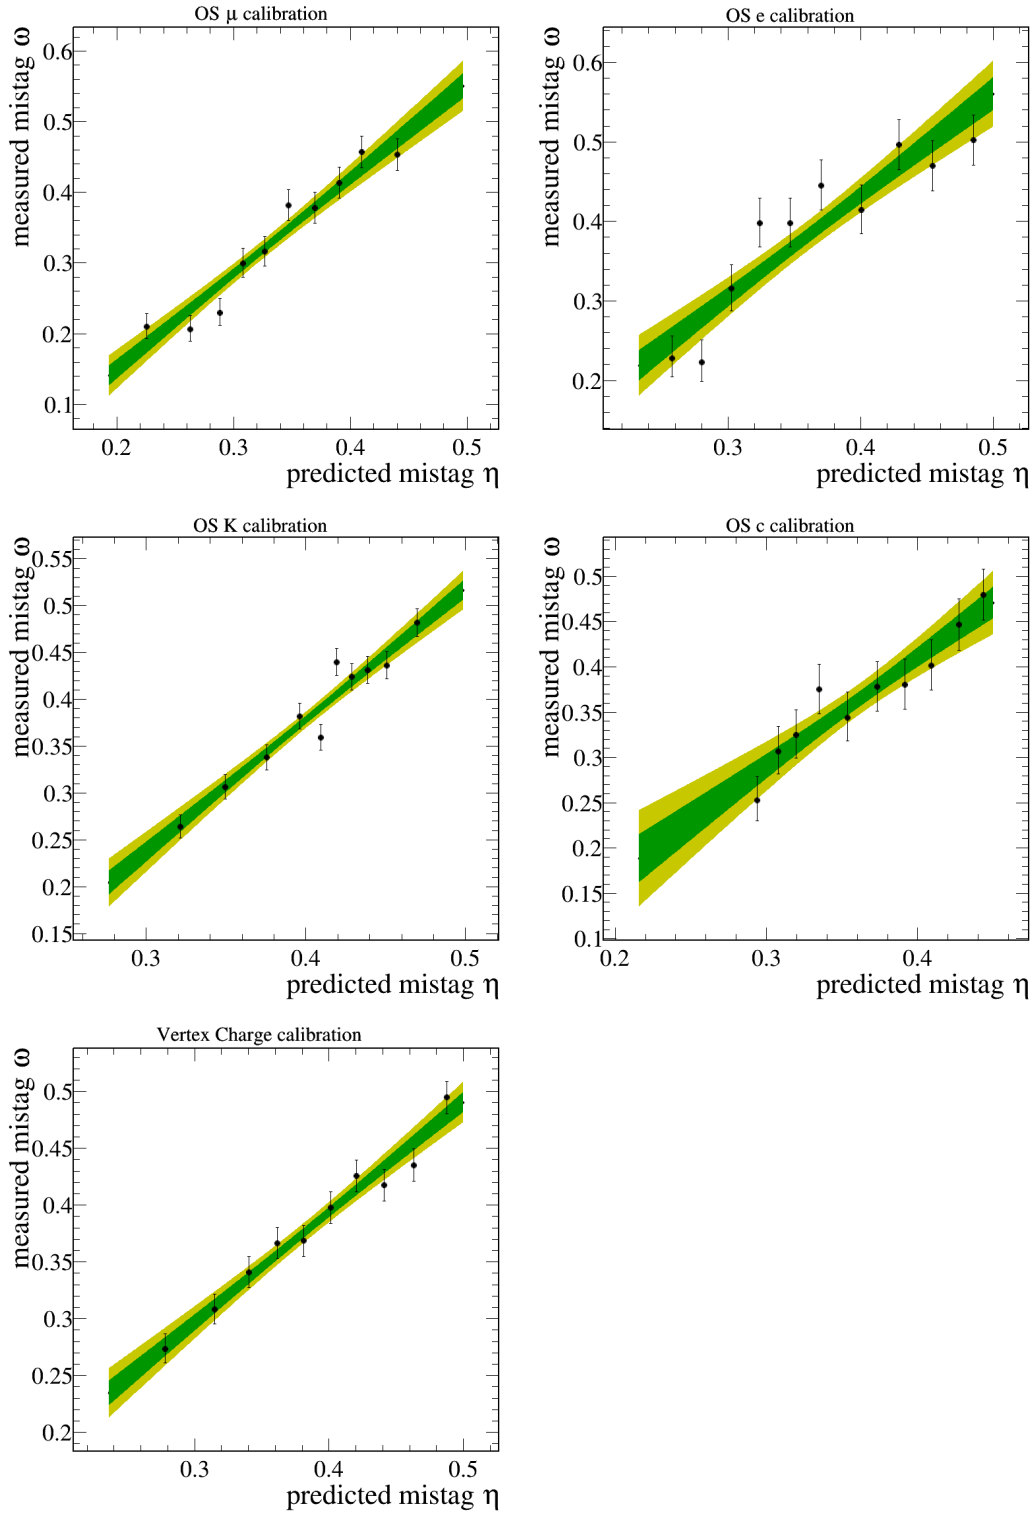 OS μ calibration
measured mistag ω
0.6
0.5
0.4
0.3
0.2
0.1
0.2 0.3 0.4 0.5
predicted mistag η
OS e calibration
measured mistag ω
0.6
0.5
0.4
0.3
0.2
0.3 0.4 0.5
predicted mistag η
OS K calibration
measured mistag ω
0.55
0.5
0.45
0.4
0.35
0.3
0.25
0.2
0.15
0.3 0.4 0.5
predicted mistag η
OS c calibration
measured mistag ω
0.5
0.45
0.4
0.35
0.3
0.25
0.2
0.15
0.1
0.2 0.3 0.4
predicted mistag η
Vertex Charge calibration
measured mistag ω
0.5
0.45
0.4
0.35
0.3
0.25
0.2
0.3 0.4 0.5
predicted mistag η